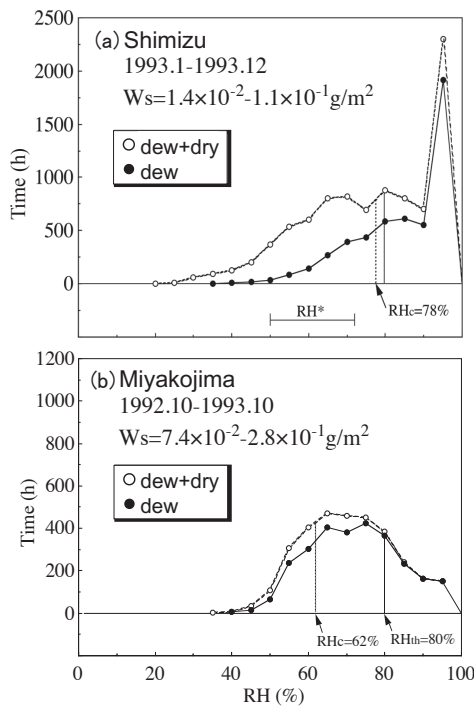 2500
2000
1500
1000
500
0
Time (h)
(a) Shimizu
1993.1-1993.12
Ws=1.4×10⁻²-1.1×10⁻¹g/m²
dew+dry
dew
RH*
RHc=78%
1200
1000
800
600
400
200
0
Time (h)
(b) Miyakojima
1992.10-1993.10
Ws=7.4×10⁻²-2.8×10⁻¹g/m²
dew+dry
dew
RHc=62%
RHth=80%
0 20 40 60 80 100
RH (%)